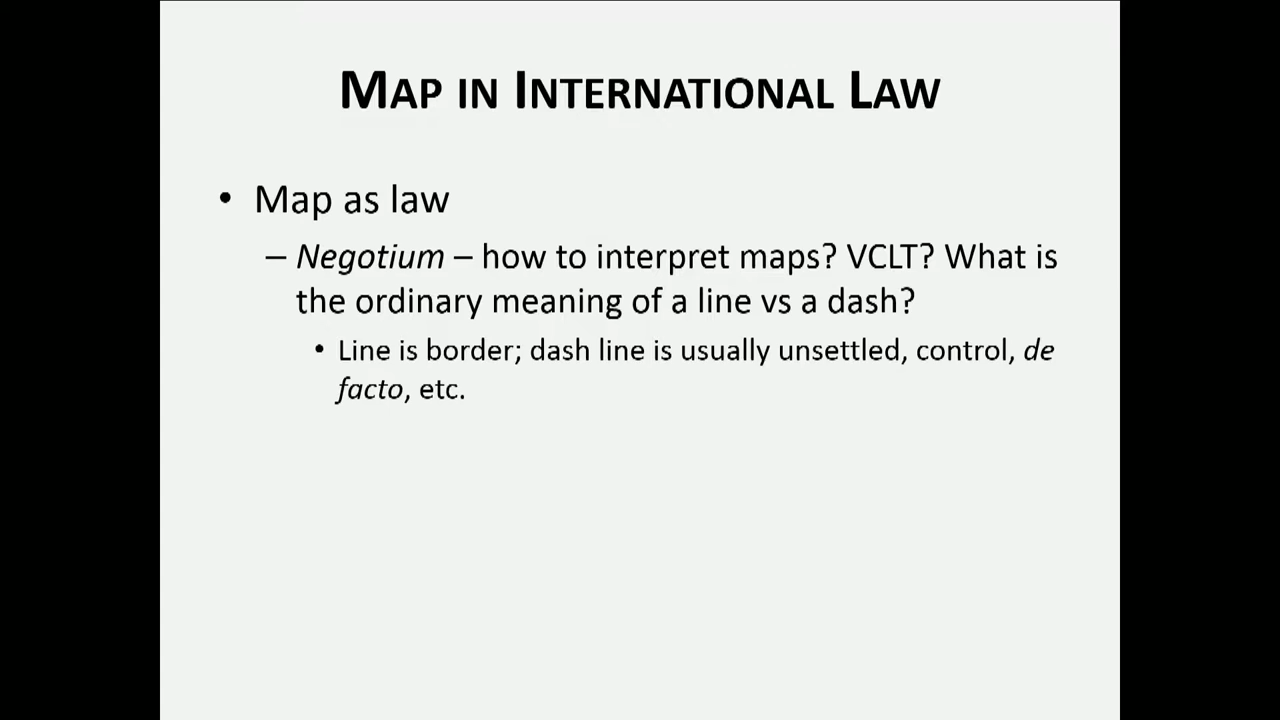 MAP IN INTERNATIONAL LAW
• Map as law
– Negotium – how to interpret maps? VCLT? What is
the ordinary meaning of a line vs a dash?
• Line is border; dash line is usually unsettled, control, de
facto, etc.